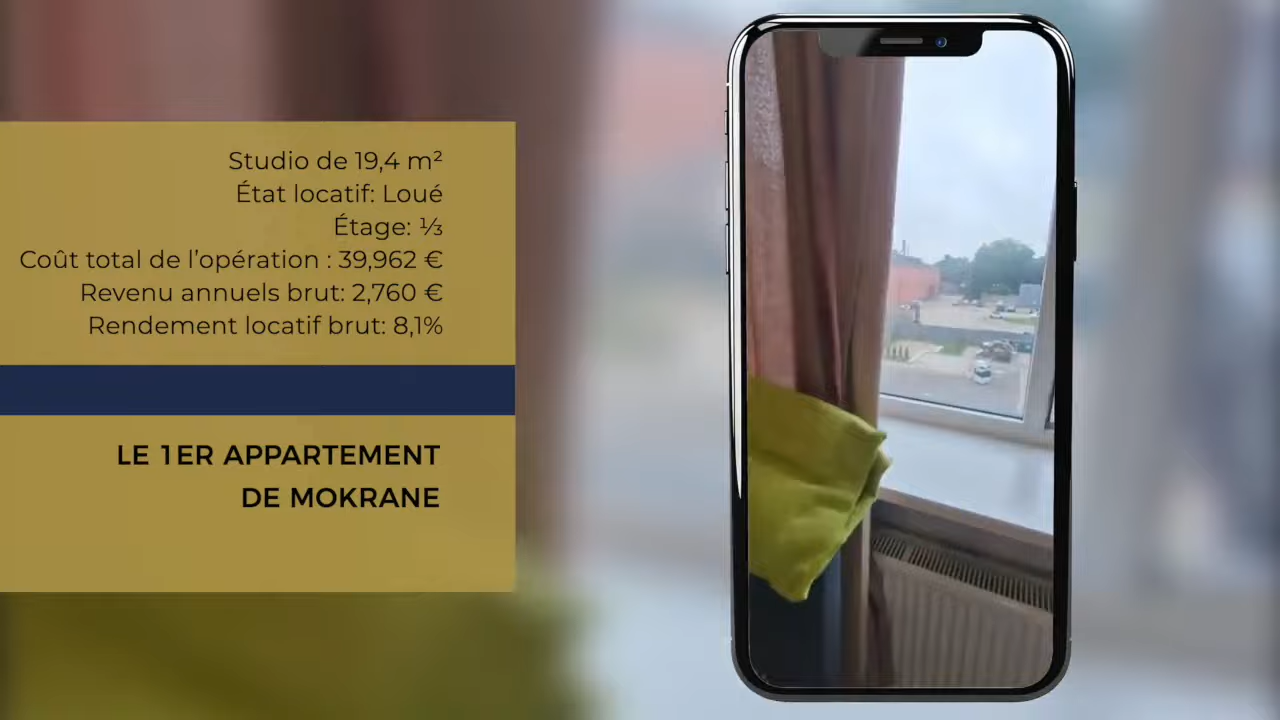 Studio de 19,4 m²
État locatif: Loué
Étage: ⅓
Coût total de l’opération : 39,962 €
Revenu annuels brut: 2,760 €
Rendement locatif brut: 8,1%
LE 1ER APPARTEMENT
DE MOKRANE